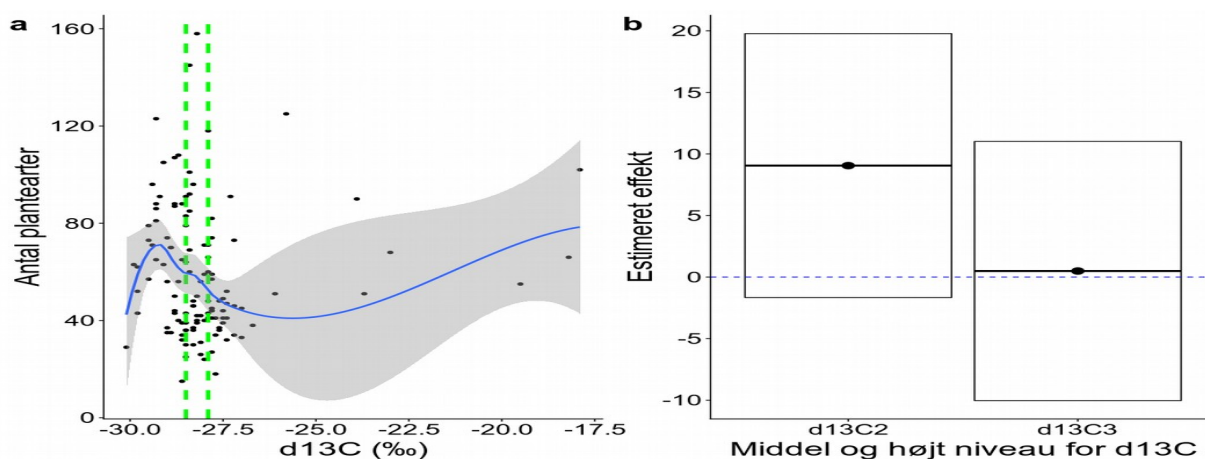 a
160
120
80
40
0
Antal plantearter
-30.0 -27.5 -25.0 -22.5 -20.0 -17.5
d13C (‰)
b
20
15
10
5
0
-5
-10
Estimeret effekt
d13C2 d13C3
Middel og højt niveau for d13C